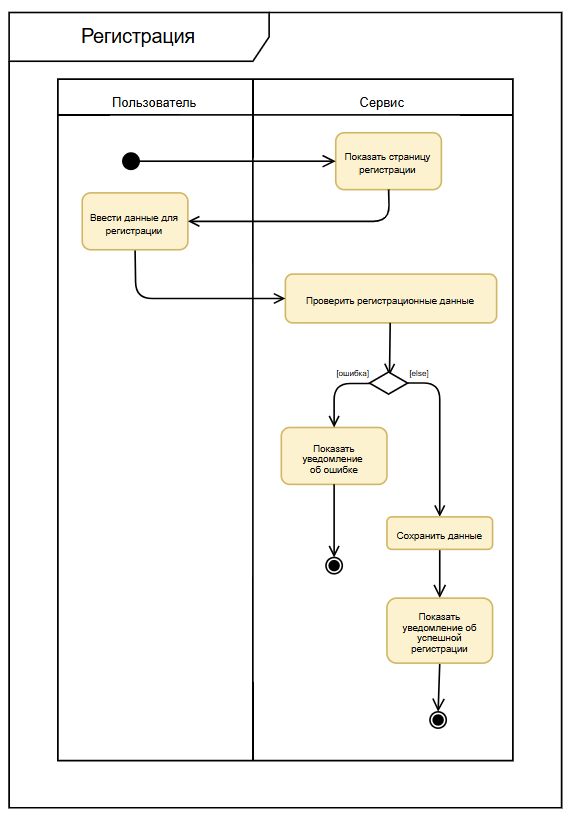 Регистрация
Пользователь
Сервис
Показать страницу
регистрации
Ввести данные для
регистрации
Проверить регистрационные данные
[ошибка]
[else]
Показать
уведомление
об ошибке
Сохранить данные
Показать
уведомление об
успешной
регистрации